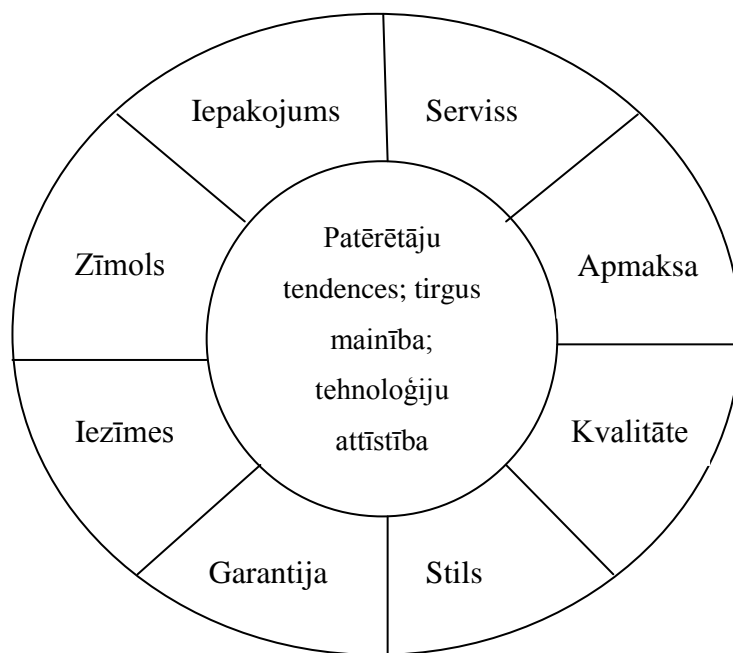 Iepakojums
Serviss
Zīmols
Patērētāju
tendences; tirgus
mainība;
tehnoloģiju
attīstība
Apmaksa
Iezīmes
Kvalitāte
Garantija
Stils